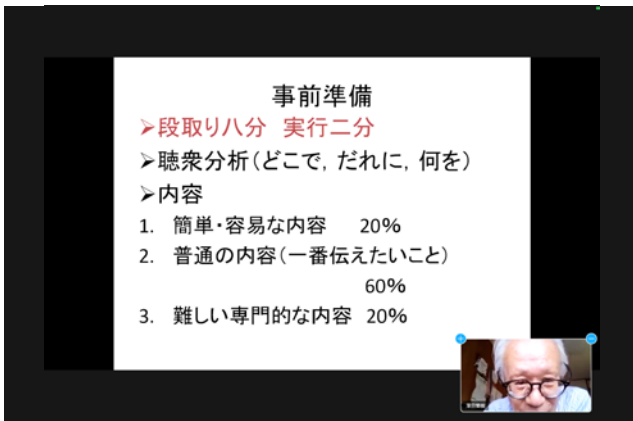 事前準備
➢段取り八分　実行二分
➢聴衆分析(どこで，だれに，何を)
➢内容
1. 簡単・容易な内容　20%
2. 普通の内容(一番伝えたいこと)
60%
3. 難しい専門的な内容 20%